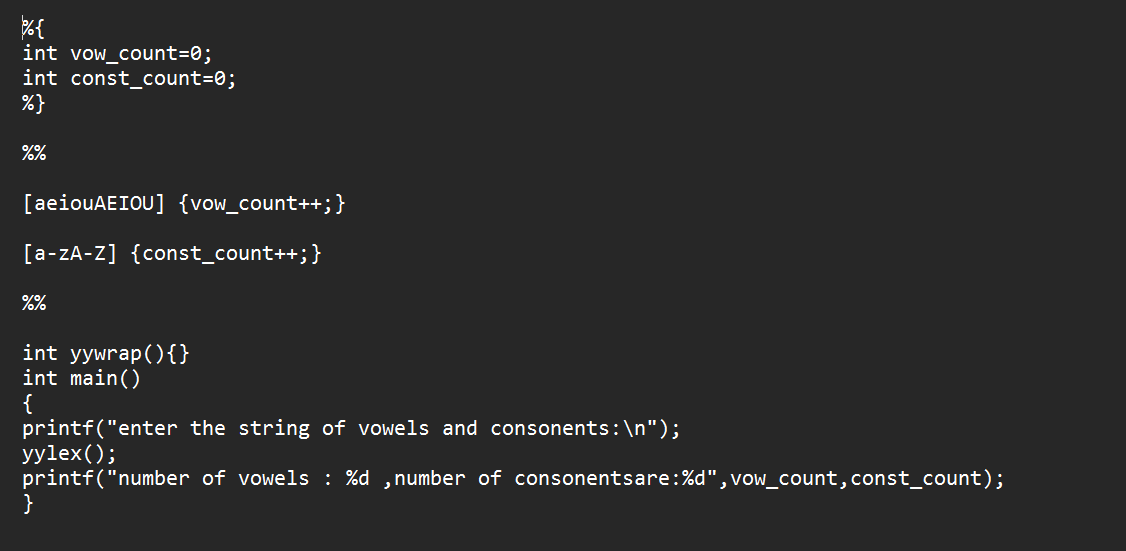 %{
int vow_count=0;
int const_count=0;
%}
%%
[aeiouAEIOU] {vow_count++;}
[a-zA-Z] {const_count++;}
%%
int yywrap(){}
int main()
{
printf("enter the string of vowels and consonents:\n");
yylex();
printf("number of vowels : %d ,number of consonentsare:%d",vow_count,const_count);
}